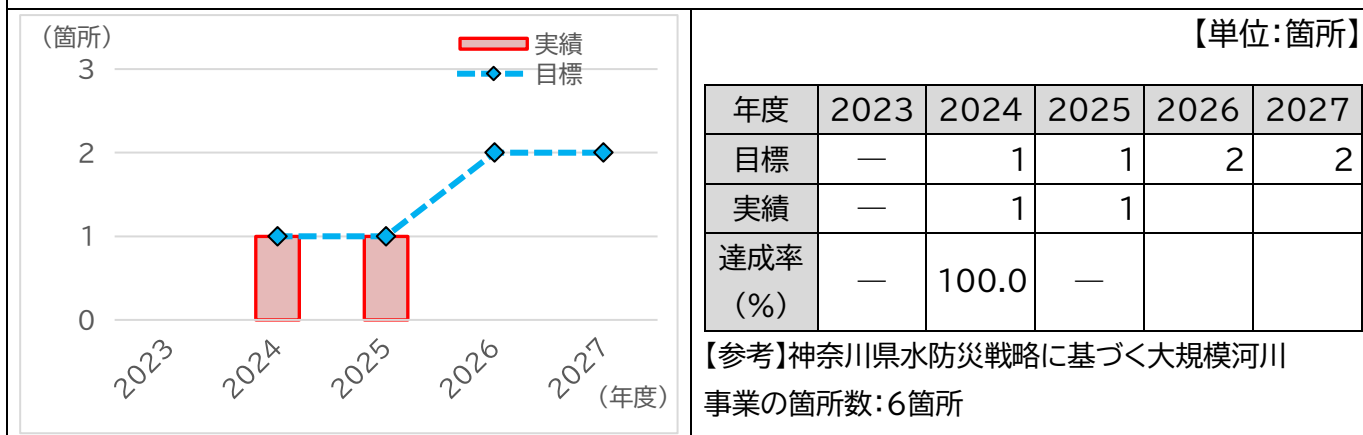 (箇所)
実績
目標
3
2
1
0
2023 2024 2025 2026 2027
(年度)
【単位:箇所】
年度 2023 2024 2025 2026 2027
目標 ― 1 1 2 2
実績 ― 1 1
達成率
(%) ― 100.0 ―
【参考】神奈川県水防災戦略に基づく大規模河川
事業の箇所数:6箇所